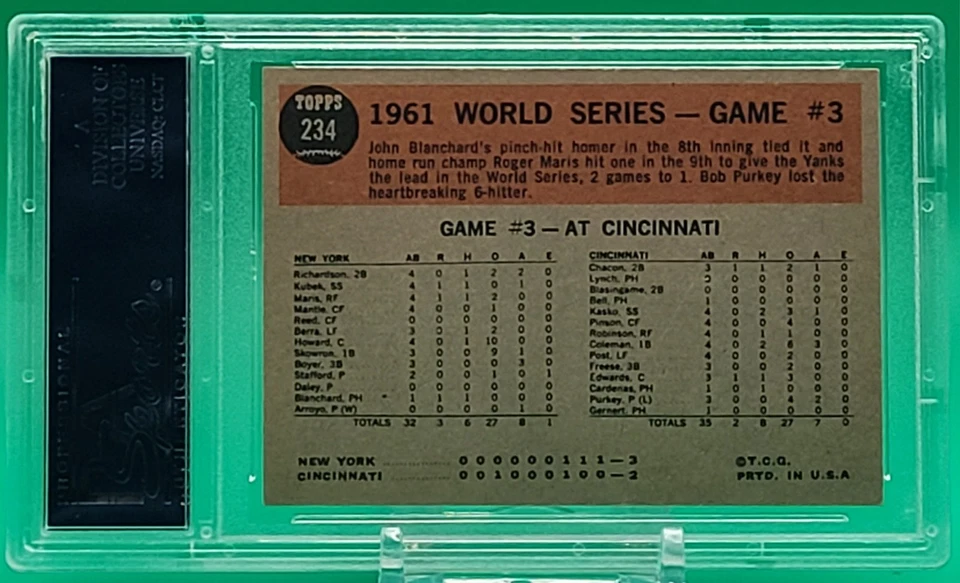 A
DIVISION OF
COLLECTORS
UNIVERSE
NASDAQ: CLCT
TOPPS
234
1961 WORLD SERIES — GAME #3
John Blanchard's pinch-hit homer in the 8th inning tied it and
home run champ Roger Maris hit one in the 9th to give the Yanks
the lead in the World Series, 2 games to 1. Bob Purkey lost the
heartbreaking 6-hitter.
GAME #3 — AT CINCINNATI
NEW YORK AB R H O A E
Richardson, 2B 4 0 1 2 2 0
Kubek, SS 4 1 1 0 1 0
Maris, RF 4 1 1 2 0 0
Mantle, CF 4 0 0 1 0 0
Reed, CF 0 0 0 0 0 0
Berra, LF 3 0 1 2 0 0
Howard, C 4 0 1 10 0 0
Skowron, 1B 3 0 0 9 1 0
Boyer, 3B 3 0 0 0 3 0
Stafford, P 2 0 0 1 0 1
Daley, P 0 0 0 0 0 0
Blanchard, PH 1 1 1 0 0 0
Arroyo, P (W) 0 0 0 0 1 0
TOTALS 32 3 6 27 8 1
CINCINNATI AB R H O A E
Chacon, 2B 3 1 1 2 1 0
Lynch, PH 0 0 0 0 0
Blasingame, 2B 0 0 0 0 0 0
Bell, PH 1 0 0 0 0 0
Kasko, SS 4 0 2 3 1 0
Pinson, CF 4 0 0 4 0 0
Robinson, RF 4 0 1 1 0 0
Coleman, 1B 4 0 2 6 3 0
Post, LF 4 0 0 2 0 0
Freese, 3B 4 0 0 2 0 0
Edwards, C 3 1 1 3 0 0
Cardenas, PH 1 0 1 0 0 0
Purkey, P (L) 3 0 0 4 2 0
Gernert, PH 1 0 0 0 0 0
TOTALS 35 2 8 27 7 0
NEW YORK 0 0 0 0 0 0 1 1 1 — 3
CINCINNATI 0 0 1 0 0 0 1 0 0 — 2
©T.C.G.
PRTD. IN U.S.A